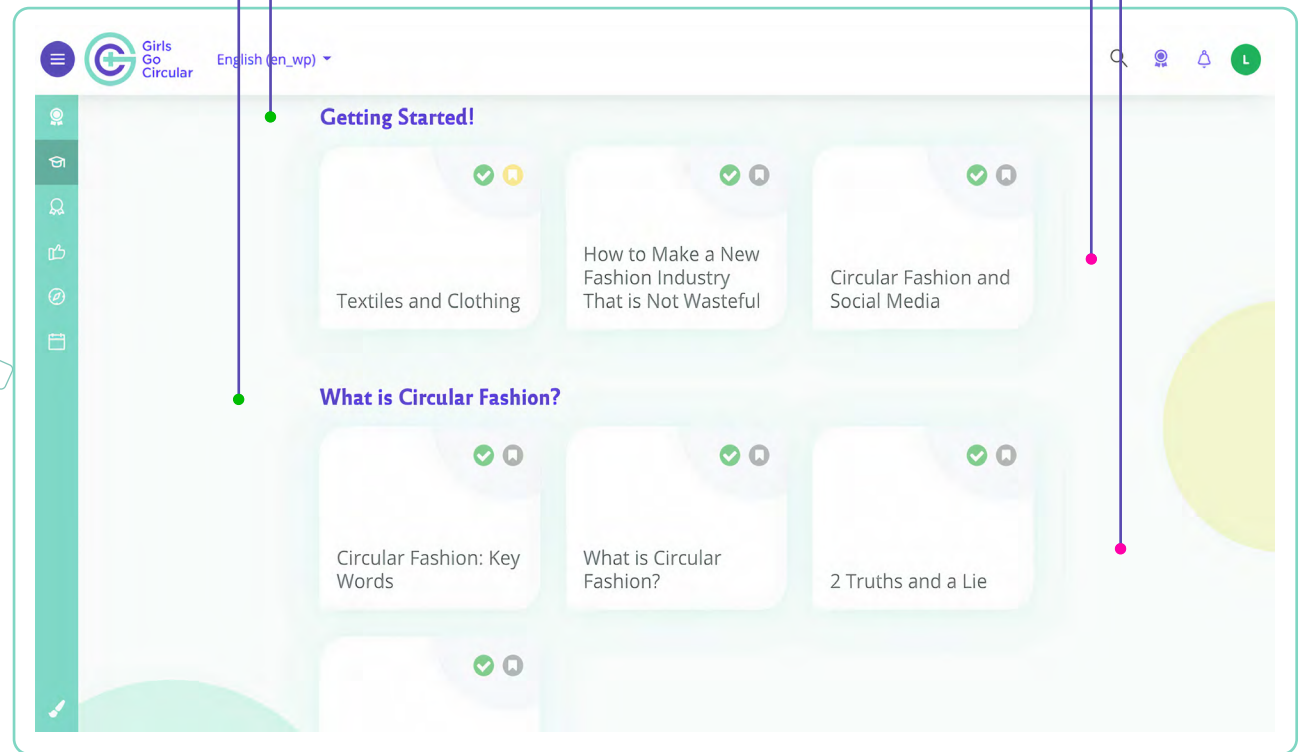 Girls
Go
Circular
English (en_wp)
L
Getting Started!
Textiles and Clothing
How to Make a New
Fashion Industry
That is Not Wasteful
Circular Fashion and
Social Media
What is Circular Fashion?
Circular Fashion: Key
Words
What is Circular
Fashion?
2 Truths and a Lie